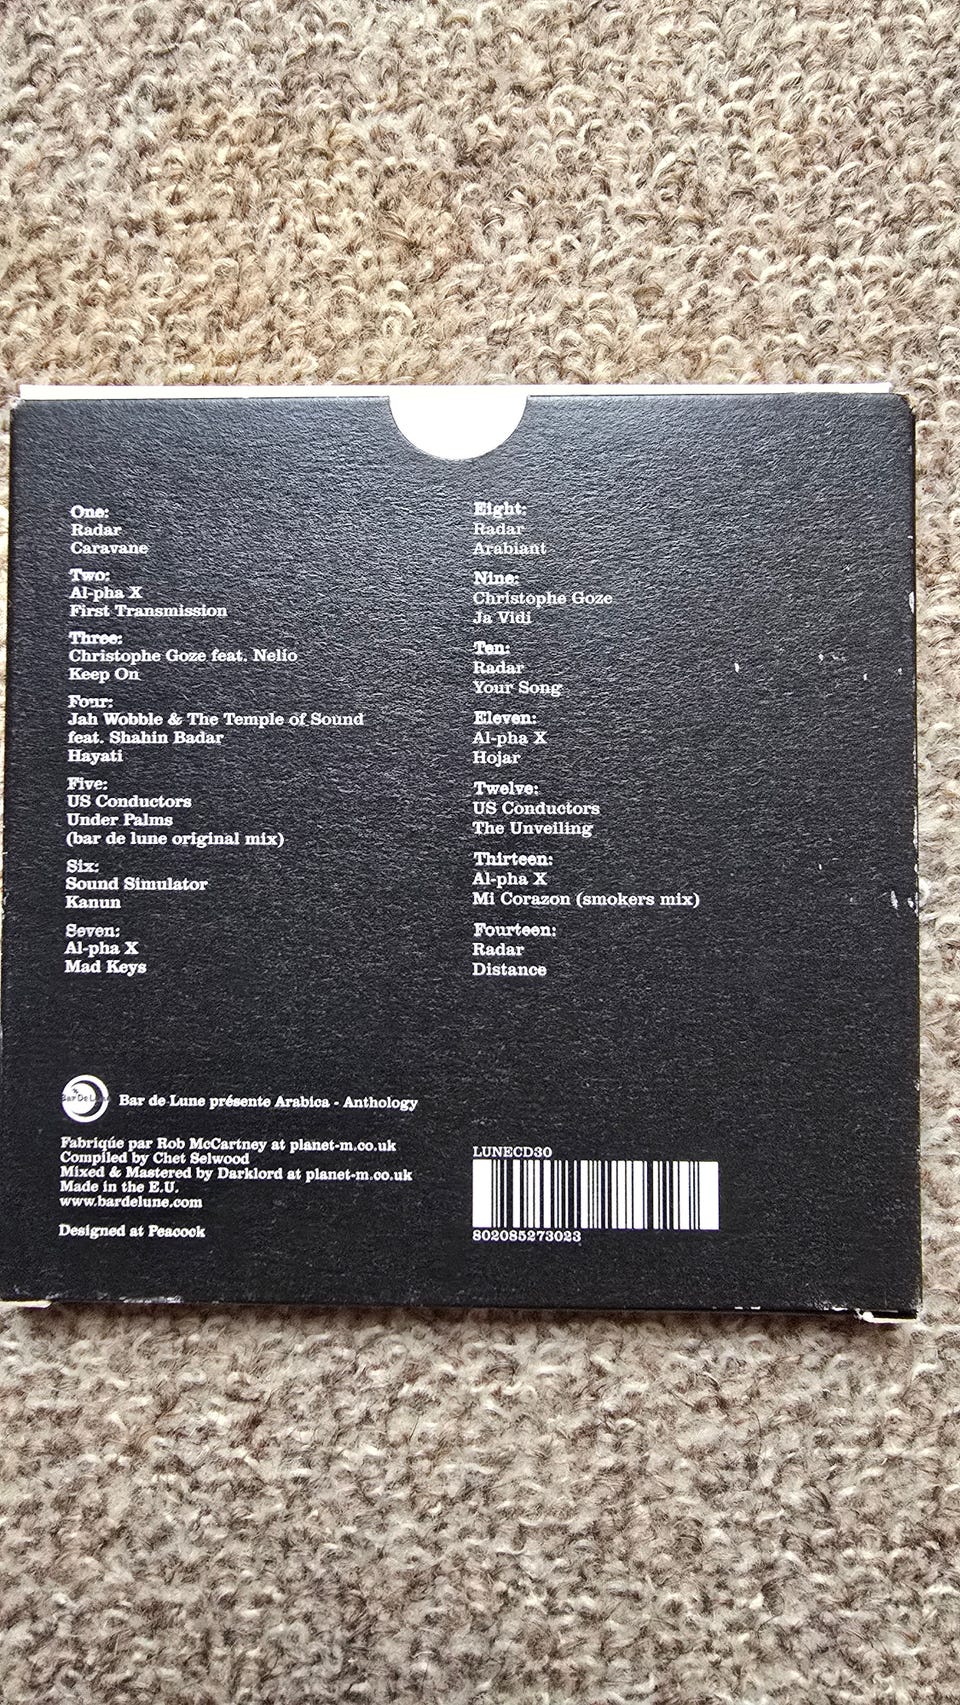 One:
Radar
Caravane
Two:
Al-pha X
First Transmission
Three:
Christophe Goze feat. Nelio
Keep On
Four:
Jah Wobble & The Temple of Sound
feat. Shahin Badar
Hayati
Five:
US Conductors
Under Palms
(bar de lune original mix)
Six:
Sound Simulator
Kanun
Seven:
Al-pha X
Mad Keys
Eight:
Radar
Arabiant
Nine:
Christophe Goze
Ja Vidi
Ten:
Radar
Your Song
Eleven:
Al-pha X
Hojar
Twelve:
US Conductors
The Unveiling
Thirteen:
Al-pha X
Mi Corazon (smokers mix)
Fourteen:
Radar
Distance
Bar De Lune
Bar de Lune présente Arabica - Anthology
Fabriqúe par Rob McCartney at planet-m.co.uk
Compiled by Chet Selwood
Mixed & Mastered by Darklord at planet-m.co.uk
Made in the E.U.
www.bardelune.com
Designed at Peacock
LUNECD30
802085273023